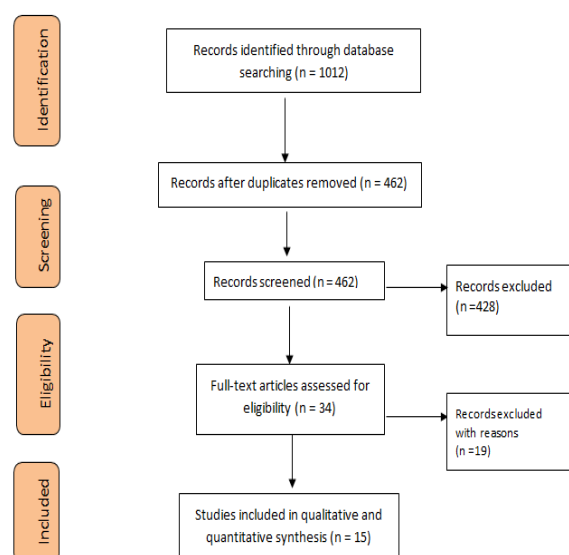 Identification
Records identified through database
searching (n = 1012)
Records after duplicates removed (n = 462)
Screening
Records screened (n = 462)
Records excluded
(n =428)
Eligibility
Full-text articles assessed for
eligibility (n = 34)
Records excluded
with reasons
(n =19)
Included
Studies included in qualitative and
quantitative synthesis (n = 15)